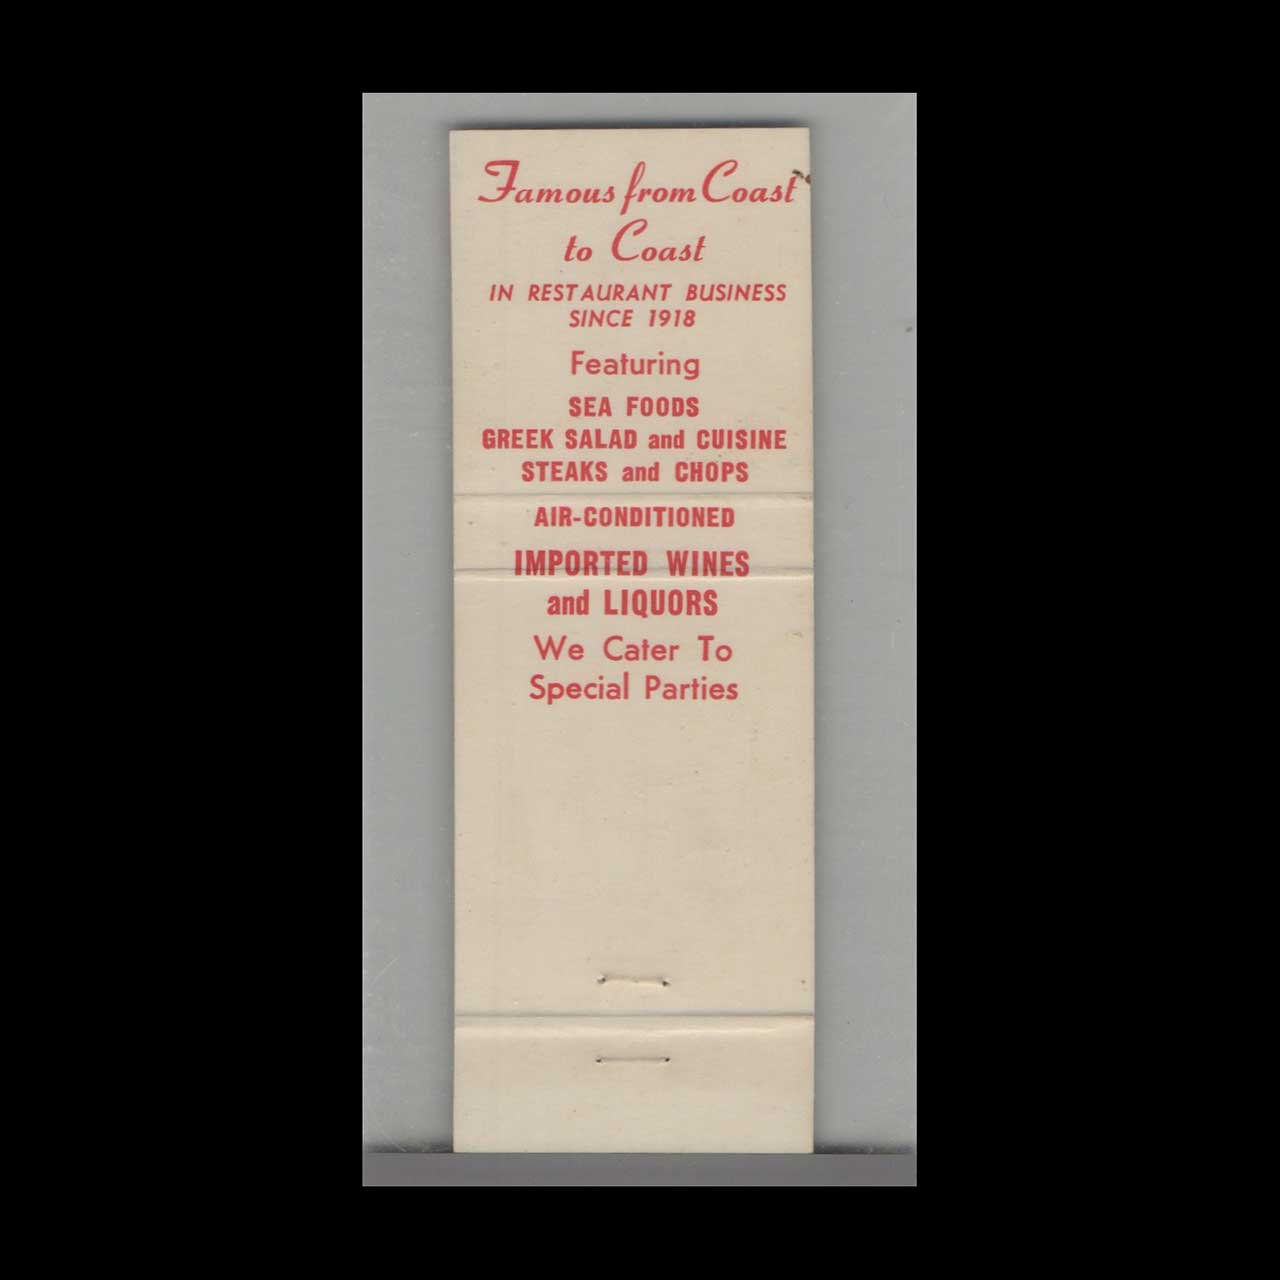 Famous from Coast
to Coast
IN RESTAURANT BUSINESS
SINCE 1918
Featuring
SEA FOODS
GREEK SALAD and CUISINE
STEAKS and CHOPS
AIR-CONDITIONED
IMPORTED WINES
and LIQUORS
We Cater To
Special Parties